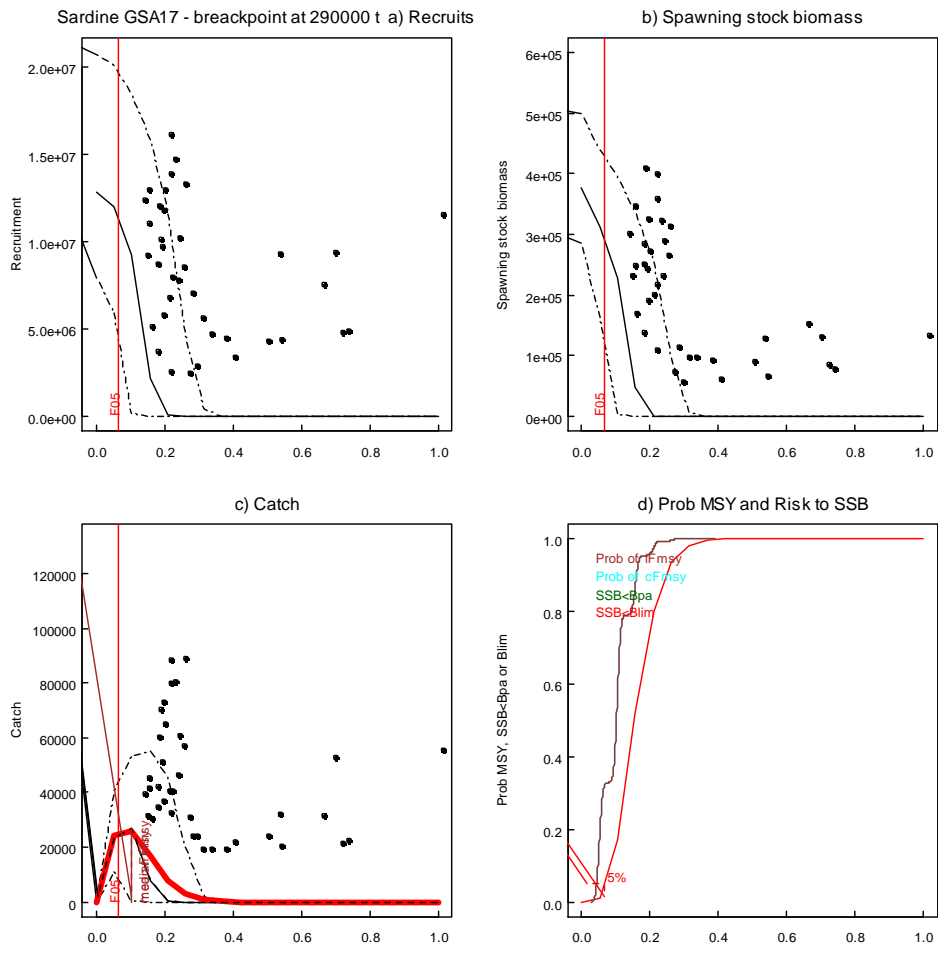 Sardine GSA17 - breackpoint at 290000 t a) Recruits
Recruitment
2.0e+07
1.5e+07
1.0e+07
5.0e+06
0.0e+00
F05
0.0 0.2 0.4 0.6 0.8 1.0
b) Spawning stock biomass
Spawning stock biomass
6e+05
5e+05
4e+05
3e+05
2e+05
1e+05
0e+00
F05
0.0 0.2 0.4 0.6 0.8 1.0
c) Catch
Catch
120000
100000
80000
60000
40000
20000
0
F05
0.0 0.2 0.4 0.6 0.8 1.0
d) Prob MSY and Risk to SSB
Prob MSY, SSB<Bpa or Blim
1.0
0.8
0.6
0.4
0.2
0.0
Prob of lFmsy
Prob of cFmsy
SSB<Bpa
SSB<Blim
5%
0.0 0.2 0.4 0.6 0.8 1.0